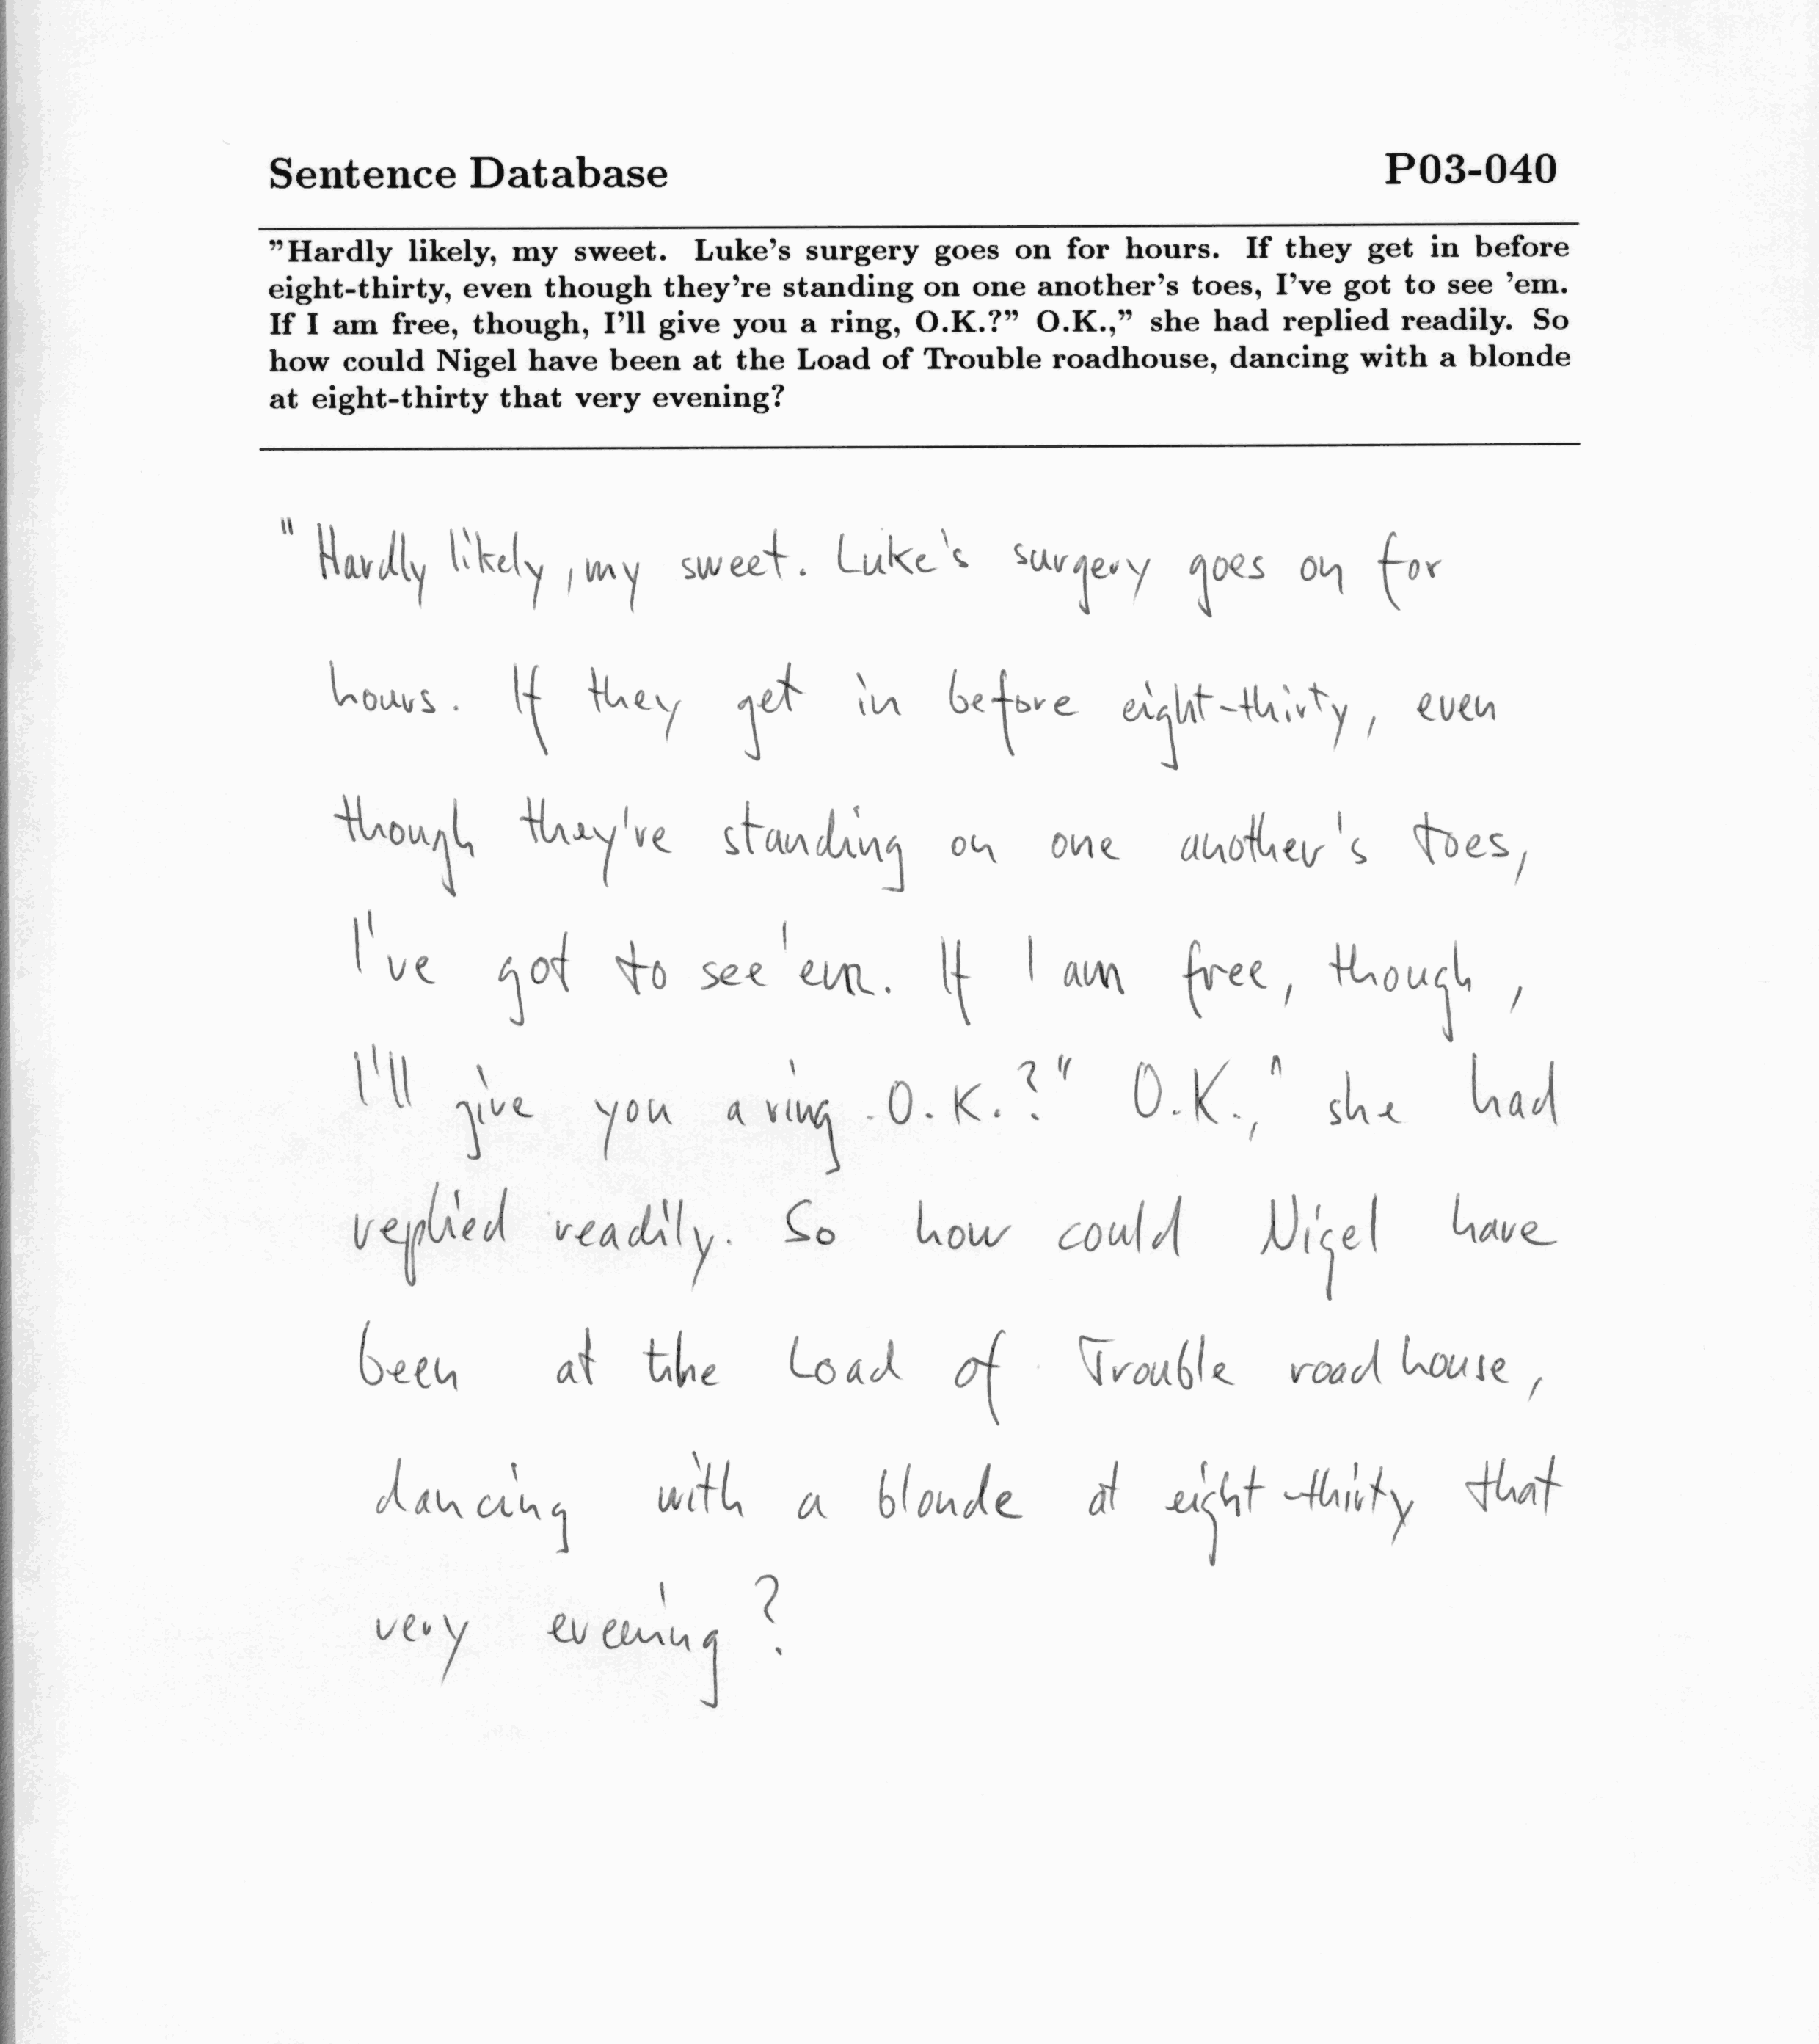 Sentence Database P03-040
”Hardly likely, my sweet. Luke’s surgery goes on for hours. If they get in before
eight-thirty, even though they’re standing on one another’s toes, I’ve got to see ’em.
If I am free, though, I’ll give you a ring, O.K.?” O.K.,” she had replied readily. So
how could Nigel have been at the Load of Trouble roadhouse, dancing with a blonde
at eight-thirty that very evening?
"Hardly likely, my sweet. Luke's surgery goes on for
hours. If they get in before eight-thirty, even
though they're standing on one another's toes,
I've got to see 'em. If I am free, though,
I'll give you a ring. O.K.?" O.K.," she had
replied readily. So how could Nigel have
been at the Load of Trouble roadhouse,
dancing with a blonde at eight-thirty that
very evening?